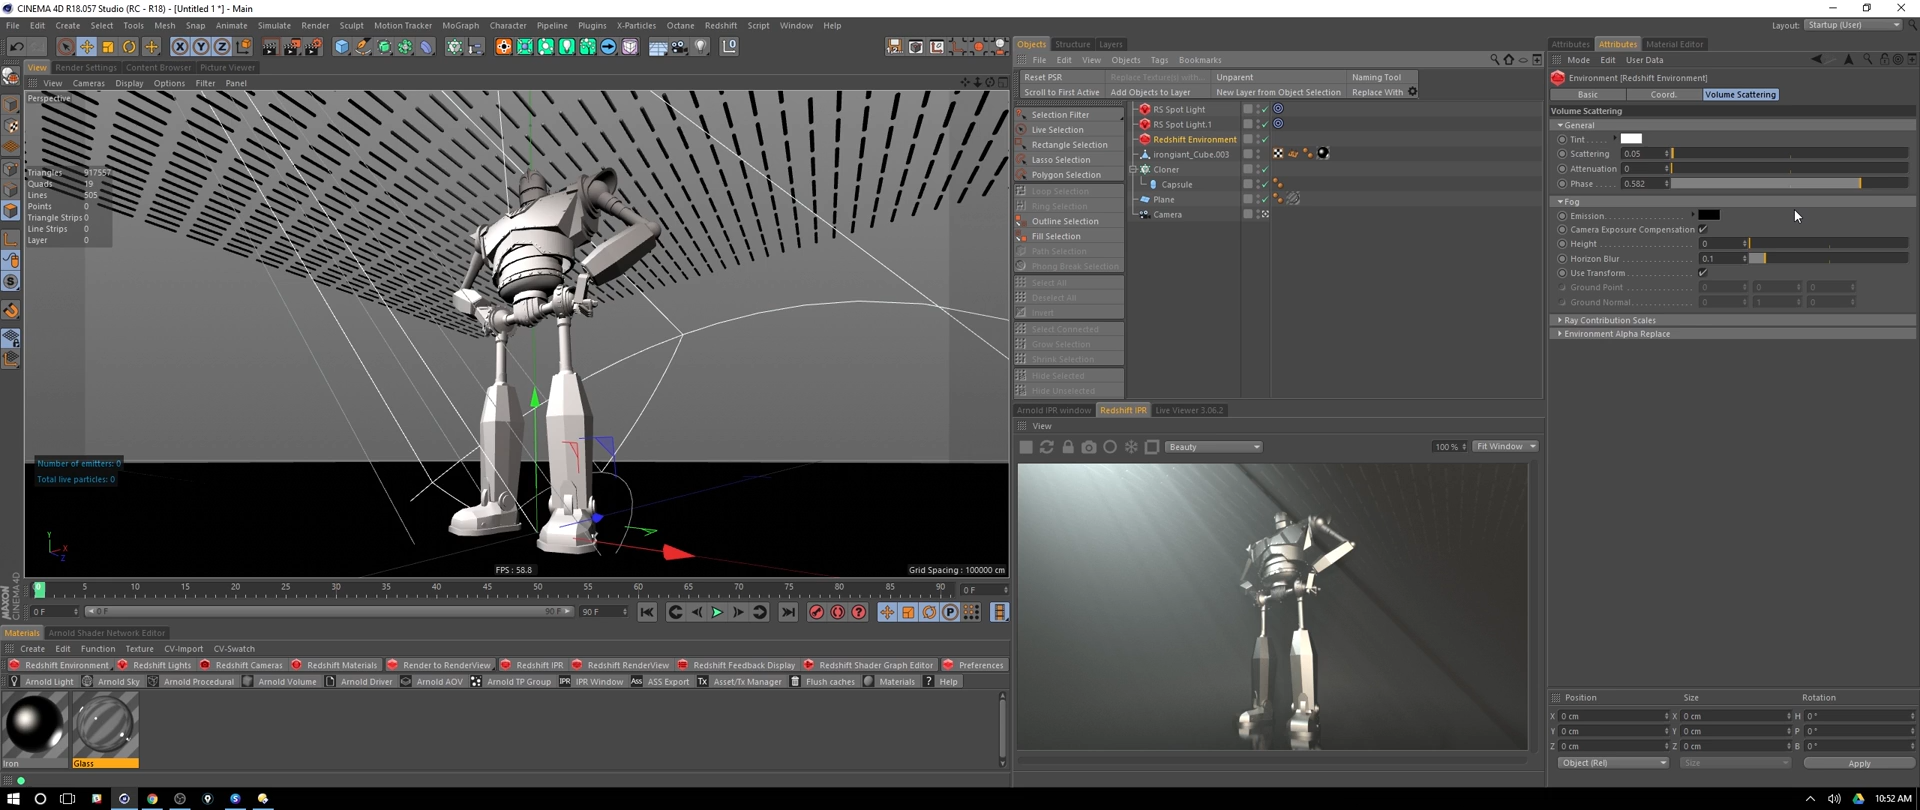 CINEMA 4D R18.057 Studio (RC - R18) - [Untitled 1 *] - Main
File Edit Create Select Tools Mesh Snap Animate Simulate Render Sculpt Motion Tracker MoGraph Character Pipeline Plugins X-Particles Octane Redshift Script Window Help
Layout: Startup (User)
View Render Settings Content Browser Picture Viewer
View Cameras Display Options Filter Panel
Perspective
Triangles 917557
Quads 19
Lines 505
Points 0
Triangle Strips 0
Line Strips 0
Layer 0
Number of emitters: 0
Total live particles: 0
FPS : 58.8
Grid Spacing : 100000 cm
0 5 10 15 20 25 30 35 40 45 50 55 60 65 70 75 80 85 90 0 F
0 F 0 F 90 F 90 F
Materials Arnold Shader Network Editor
Create Edit Function Texture CV-Import CV-Swatch
Redshift Environment Redshift Lights Redshift Cameras Redshift Materials Render to RenderView Redshift IPR Redshift RenderView Redshift Feedback Display Redshift Shader Graph Editor Preferences
Arnold Light Arnold Sky Arnold Procedural Arnold Volume Arnold Driver Arnold AOV Arnold TP Group IPR IPR Window Ass ASS Export Tx Asset/Tx Manager Flush caches Materials ? Help
Iron Glass
MAXON CINEMA 4D
Objects Structure Layers
File Edit View Objects Tags Bookmarks
Reset PSR Replace Texture(s) with... Unparent Naming Tool
Scroll to First Active Add Objects to Layer New Layer from Object Selection Replace With
Selection Filter
Live Selection
Rectangle Selection
Lasso Selection
Polygon Selection
Loop Selection
Ring Selection
Outline Selection
Fill Selection
Path Selection
Phong Break Selection
Select All
Deselect All
Invert
Select Connected
Grow Selection
Shrink Selection
Hide Selected
Hide Unselected
RS Spot Light
RS Spot Light.1
Redshift Environment
irongiant_Cube.003
Cloner
Capsule
Plane
Camera
Arnold IPR window Redshift IPR Live Viewer 3.06.2
View
Beauty 100 % Fit Window
Attributes Attributes Material Editor
Mode Edit User Data
Environment [Redshift Environment]
Basic Coord. Volume Scattering
Volume Scattering
General
Tint
Scattering 0.05
Attenuation 0
Phase 0.582
Fog
Emission
Camera Exposure Compensation
Height 0
Horizon Blur 0.1
Use Transform
Ground Point 0 0 0
Ground Normal 0 1 0
Ray Contribution Scales
Environment Alpha Replace
Position Size Rotation
X 0 cm X 0 cm H 0 °
Y 0 cm Y 0 cm P 0 °
Z 0 cm Z 0 cm B 0 °
Object (Rel) Size Apply
10:52 AM